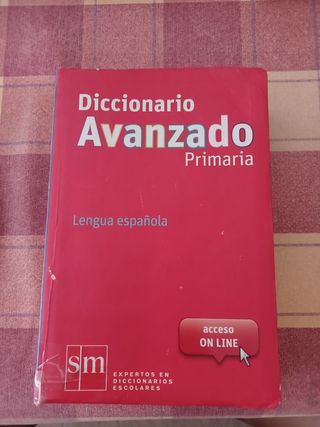 Diccionario
Avanzado
Primaria
Lengua española
acceso
ON LINE
sm
EXPERTOS EN
DICCIONARIOS
ESCOLARES